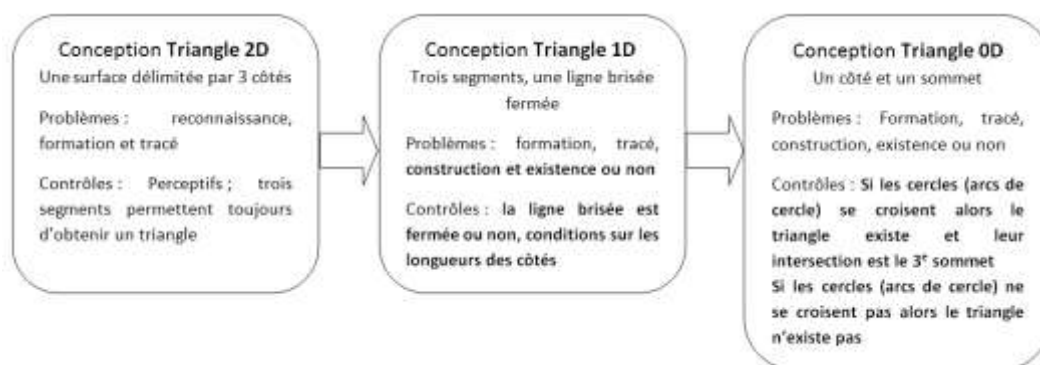 Conception Triangle 2D
Une surface délimitée par 3 côtés
Problèmes : reconnaissance,
formation et tracé
Contrôles : Perceptifs ; trois
segments permettent toujours
d'obtenir un triangle
Conception Triangle 1D
Trois segments, une ligne brisée
fermée
Problèmes : formation, tracé,
construction et existence ou non
Contrôles : la ligne brisée est
fermée ou non, conditions sur les
longueurs des côtés
Conception Triangle 0D
Un côté et un sommet
Problèmes : Formation, tracé,
construction, existence ou non
Contrôles : Si les cercles (arcs de
cercle) se croisent alors le
triangle existe et leur
intersection est le 3e sommet
Si les cercles (arcs de cercle) ne
se croisent pas alors le triangle
n'existe pas